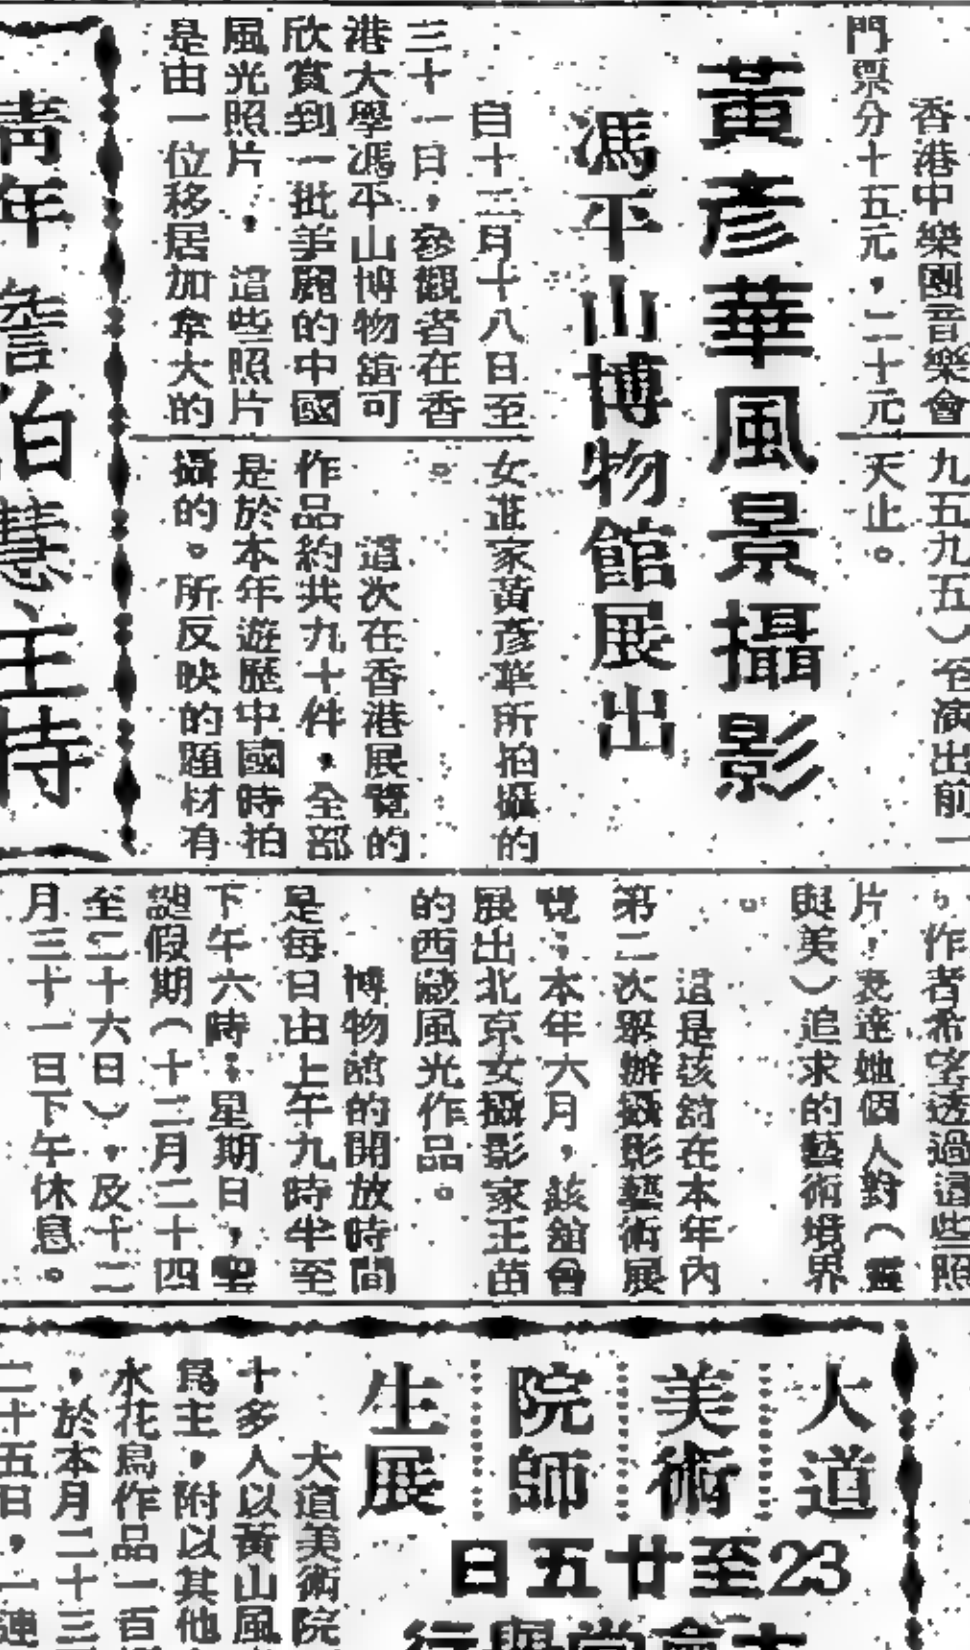 香港中樂團音樂會
門票分十五元，二十元
九五九五）至演出前一
天止。
黃彥華風景攝影
馮平山博物館展出
自十二月十八日至
三十一日，參觀者在香
港大學馮平山博物館可
欣賞到一批美麗的中國
風光照片，這些照片
是由一位移居加拿大的
女畫家黃彥華所拍攝的
。
這次在香港展覽的
作品約共九十件，全部
是於本年遊歷中國時拍
攝的。所反映的題材有
。作者希望透過這些照
片，表達她個人對（靈
與美）追求的藝術境界
。
這是該館在本年內
第二次舉辦攝影藝術展
覽；本年六月，該館會
展出北京女攝影家王苗
的西藏風光作品。
博物館的開放時間
是每日由上午九時半至
下午六時；星期日，聖
誕假期（十二月二十四
至二十六日），及十二
月三十一日下午休息。
青年詹伯慧主持
大道
美術
院師
生展
23至廿五日
大會堂舉行
大道美術院
十多人以黃山風
爲主，附以其他
水花鳥作品一百
，於本月二十三
二十五日，一連